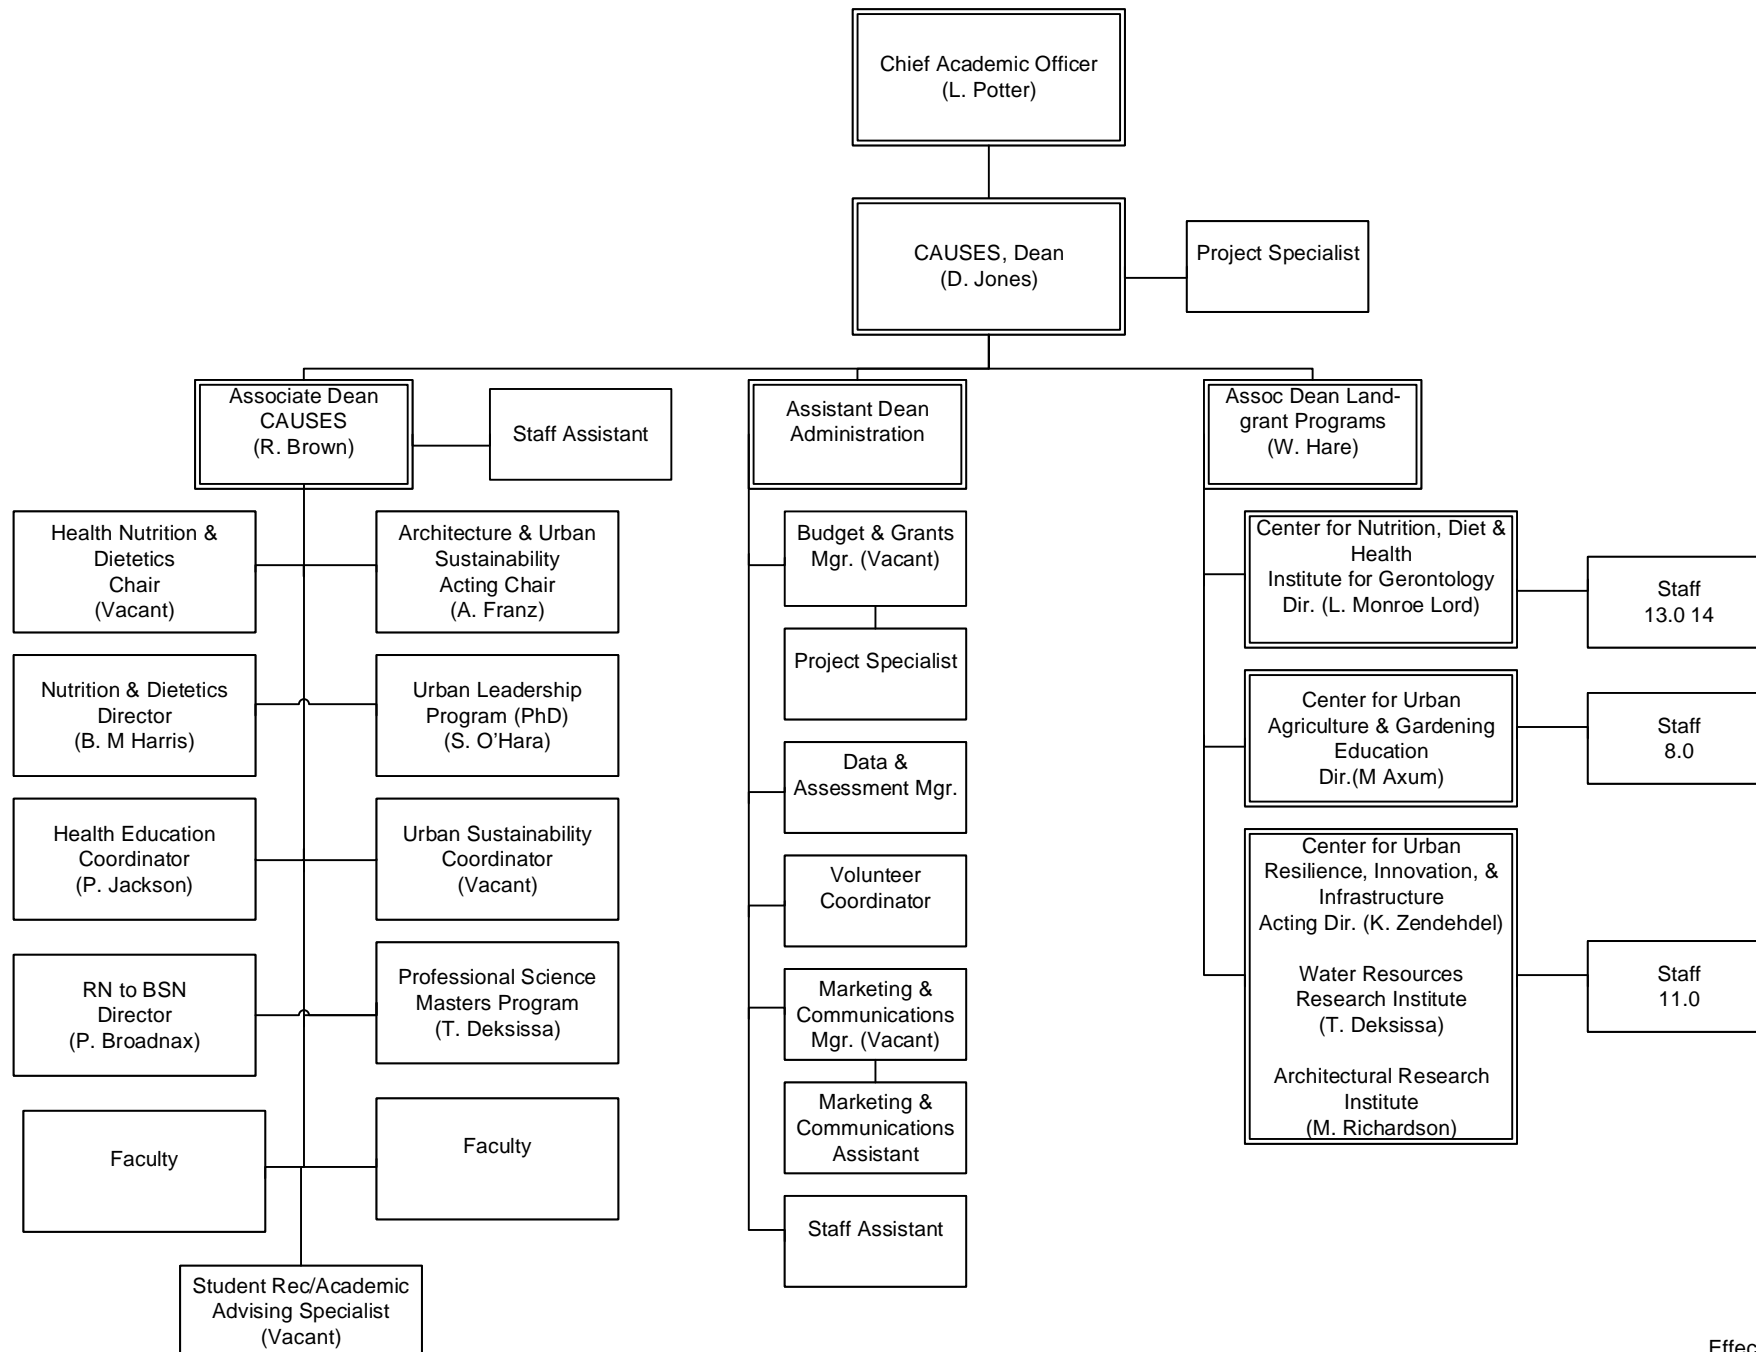 Chief Academic Officer
(L. Potter)
CAUSES, Dean
(D. Jones)
Project Specialist
Associate Dean
CAUSES
(R. Brown)
Staff Assistant
Health Nutrition &
Dietetics
Chair
(Vacant)
Architecture & Urban
Sustainability
Acting Chair
(A. Franz)
Nutrition & Dietetics
Director
(B. M Harris)
Urban Leadership
Program (PhD)
(S. O’Hara)
Health Education
Coordinator
(P. Jackson)
Urban Sustainability
Coordinator
(Vacant)
RN to BSN
Director
(P. Broadnax)
Professional Science
Masters Program
(T. Deksissa)
Faculty
Faculty
Student Rec/Academic
Advising Specialist
(Vacant)
Assistant Dean
Administration
Budget & Grants
Mgr. (Vacant)
Project Specialist
Data &
Assessment Mgr.
Volunteer
Coordinator
Marketing &
Communications
Mgr. (Vacant)
Marketing &
Communications
Assistant
Staff Assistant
Assoc Dean Land-
grant Programs
(W. Hare)
Center for Nutrition, Diet &
Health
Institute for Gerontology
Dir. (L. Monroe Lord)
Staff
13.0 14
Center for Urban
Agriculture & Gardening
Education
Dir.(M Axum)
Staff
8.0
Center for Urban
Resilience, Innovation, &
Infrastructure
Acting Dir. (K. Zendehdel)
Water Resources
Research Institute
(T. Deksissa)
Architectural Research
Institute
(M. Richardson)
Staff
11.0
Effec